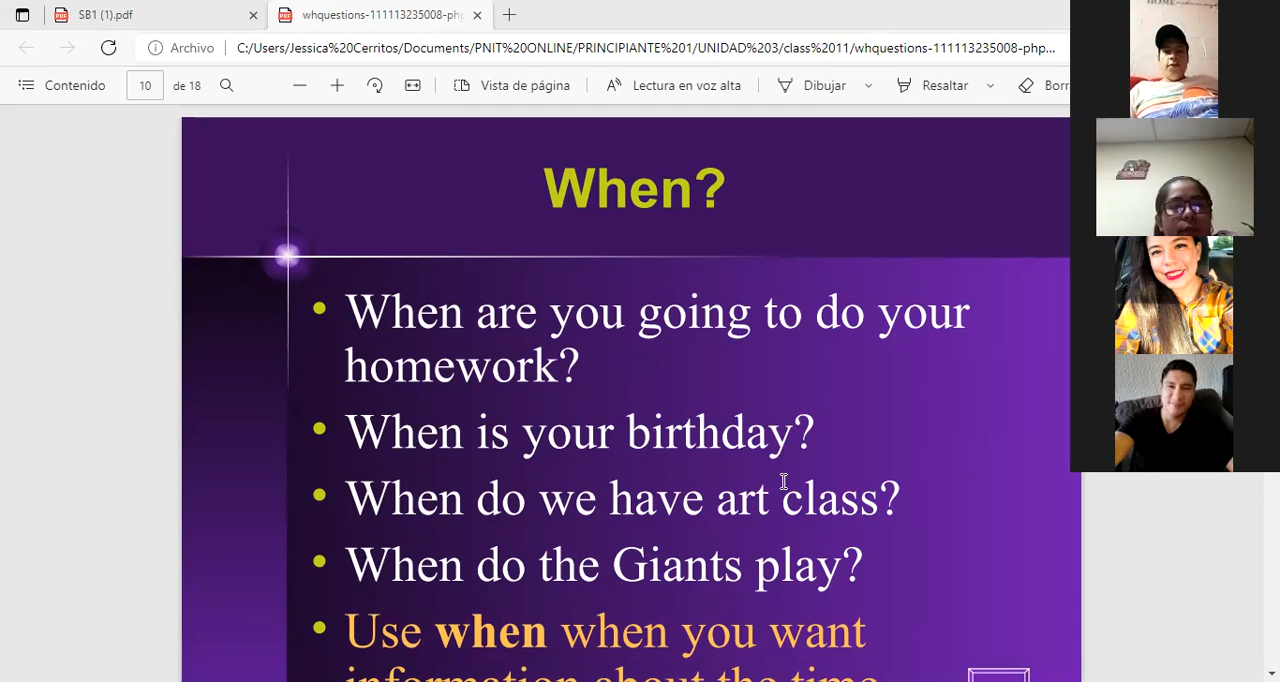 SB1 (1).pdf
whquestions-111113235008-php
Archivo
C:/Users/Jessica%20Cerritos/Documents/PNIT%20ONLINE/PRINCIPIANTE%201/UNIDAD%203/class%2011/whquestions-111113235008-php...
Contenido 10 de 18 Vista de página Lectura en voz alta Dibujar Resaltar Borr
When?
• When are you going to do your
homework?
• When is your birthday?
• When do we have art class?
• When do the Giants play?
• Use when when you want
information about the time
HOME